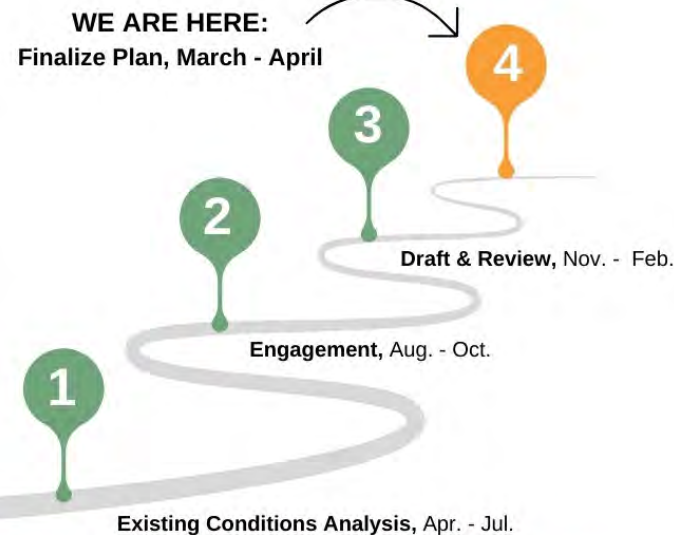 WE ARE HERE:
Finalize Plan, March - April
4
3
2
Draft & Review, Nov. - Feb.
Engagement, Aug. - Oct.
1
Existing Conditions Analysis, Apr. - Jul.